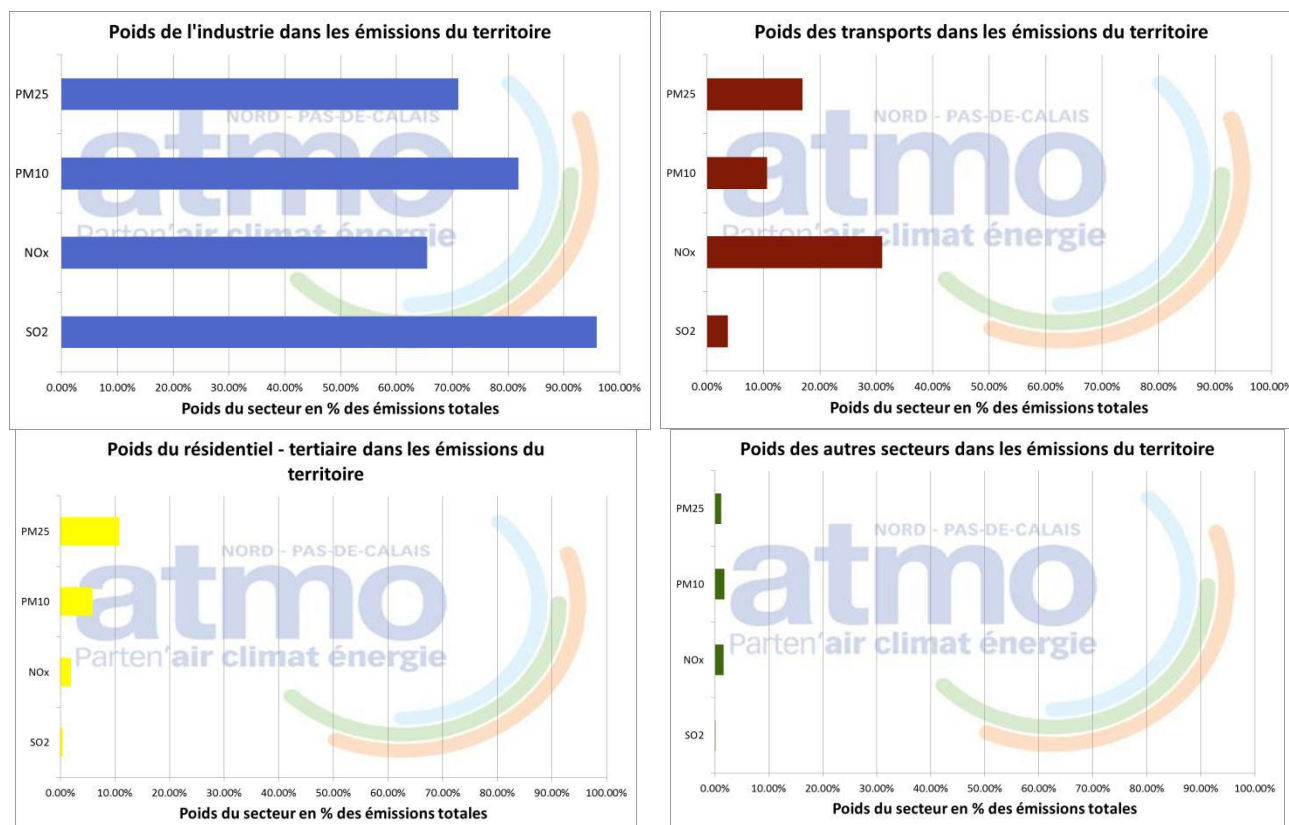 Poids de l'industrie dans les émissions du territoire
PM25
PM10
NOx
SO2
NORD - PAS-DE-CALAIS
atmo
Parten'air climat énergie
0.00% 10.00% 20.00% 30.00% 40.00% 50.00% 60.00% 70.00% 80.00% 90.00% 100.00%
Poids du secteur en % des émissions totales
Poids des transports dans les émissions du territoire
PM25
PM10
NOx
SO2
NORD - PAS-DE-CALAIS
atmo
Parten'air climat énergie
0.00% 10.00% 20.00% 30.00% 40.00% 50.00% 60.00% 70.00% 80.00% 90.00% 100.00%
Poids du secteur en % des émissions totales
Poids du résidentiel - tertiaire dans les émissions du
territoire
PM25
PM10
NOx
SO2
NORD - PAS-DE-CALAIS
atmo
Parten'air climat énergie
0.00% 10.00% 20.00% 30.00% 40.00% 50.00% 60.00% 70.00% 80.00% 90.00% 100.00%
Poids du secteur en % des émissions totales
Poids des autres secteurs dans les émissions du territoire
PM25
PM10
NOx
SO2
NORD - PAS-DE-CALAIS
atmo
Parten'air climat énergie
0.00% 10.00% 20.00% 30.00% 40.00% 50.00% 60.00% 70.00% 80.00% 90.00% 100.00%
Poids du secteur en % des émissions totales